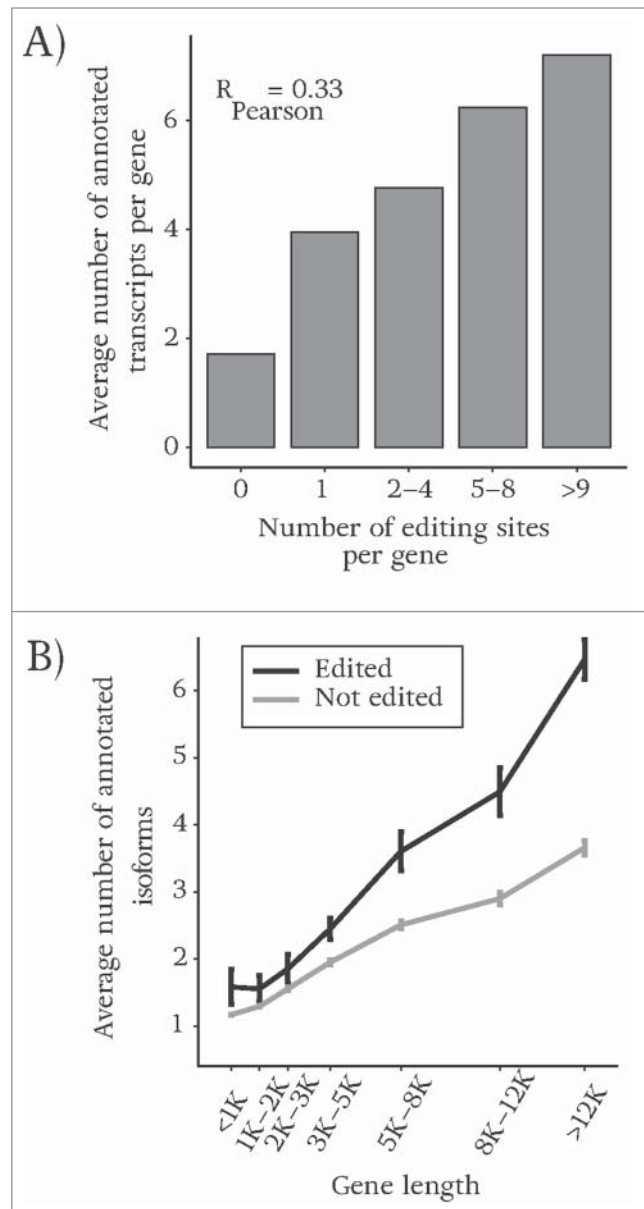 A)
Average number of annotated
transcripts per gene
6
4
2
0
R = 0.33
Pearson
0 1 2–4 5–8 >9
Number of editing sites
per gene
B)
Average number of annotated
isoforms
Edited
Not edited
6
5
4
3
2
1
<1K 1K–2K 2K–3K 3K–5K 5K–8K 8K–12K >12K
Gene length